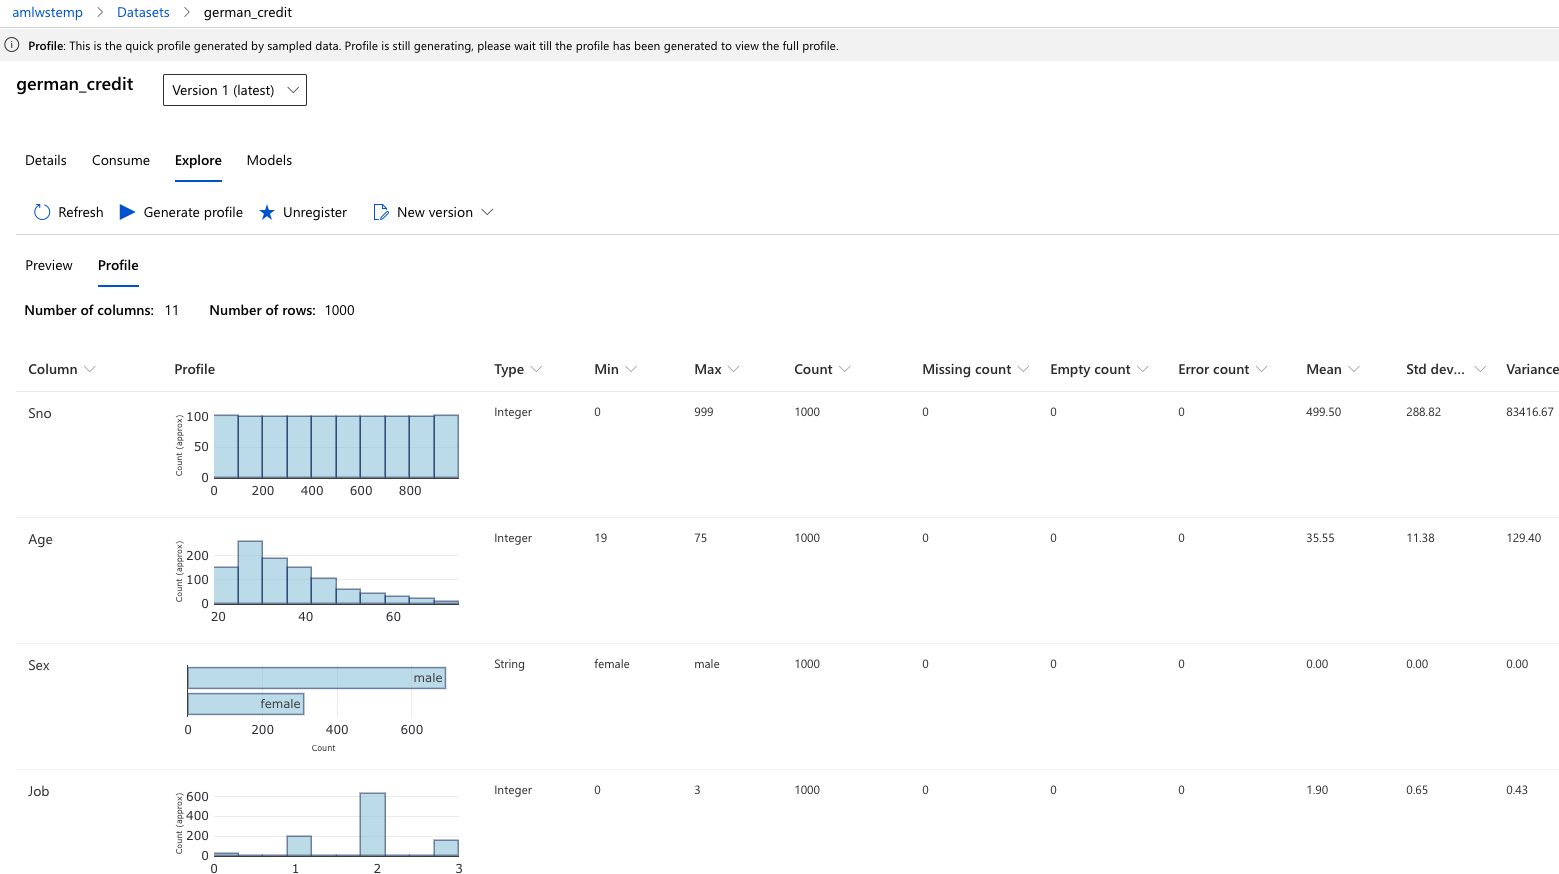 amlwstemp > Datasets > german_credit
Profile: This is the quick profile generated by sampled data. Profile is still generating, please wait till the profile has been generated to view the full profile.
german_credit Version 1 (latest)
Details Consume Explore Models
Refresh Generate profile Unregister New version
Preview Profile
Number of columns: 11 Number of rows: 1000
Column Profile Type Min Max Count Missing count Empty count Error count Mean Std dev... Variance
Sno Integer 0 999 1000 0 0 0 499.50 288.82 83416.67
Count (approx)
100
50
0
0 200 400 600 800
Age Integer 19 75 1000 0 0 0 35.55 11.38 129.40
Count (approx)
200
100
0
20 40 60
Sex String female male 1000 0 0 0 0.00 0.00 0.00
male
female
0 200 400 600
Count
Job Integer 0 3 1000 0 0 0 1.90 0.65 0.43
Count (approx)
600
400
200
0
0 1 2 3